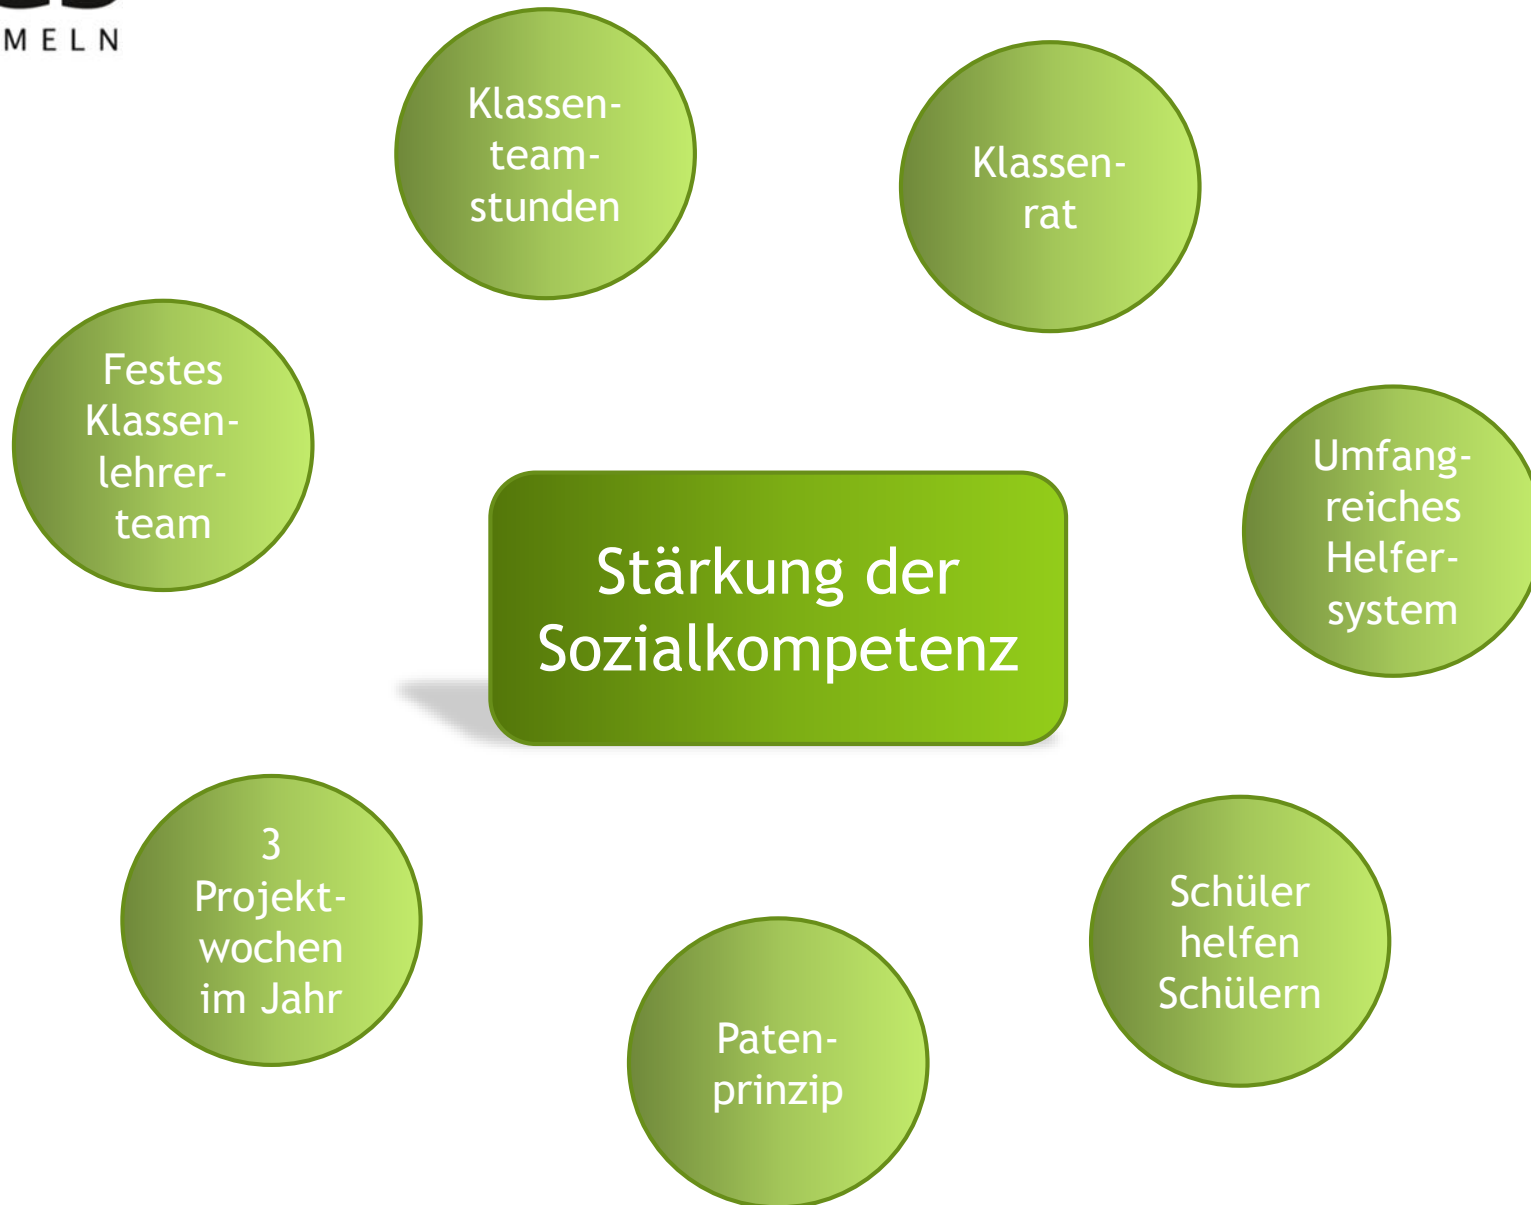 MELN
Klassen-
team-
stunden
Klassen-
rat
Festes
Klassen-
lehrer-
team
Umfang-
reiches
Helfer-
system
Stärkung der
Sozialkompetenz
3
Projekt-
wochen
im Jahr
Schüler
helfen
Schülern
Paten-
prinzip